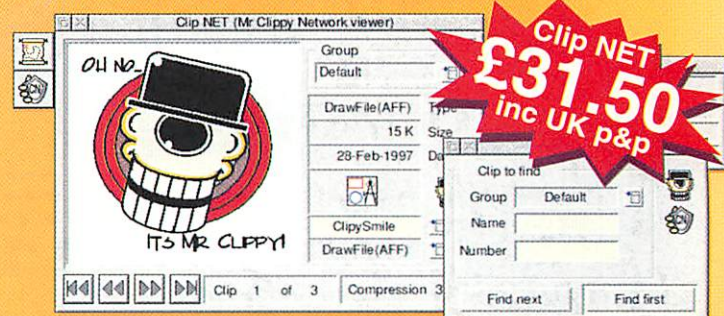 Clip NET (Mr Clippy Network viewer)
OH NO...
ITS MR CLIPPY!
Group
Default
DrawFile(AFF)
15 K Size
28-Feb-1997
ClipySmile
DrawFile(AFF)
Clip 1 of 3
Compression 3
Clip NET
£31.50
inc UK p&p
Clip to find
Group Default
Name
Number
Find next
Find first
CN
CN